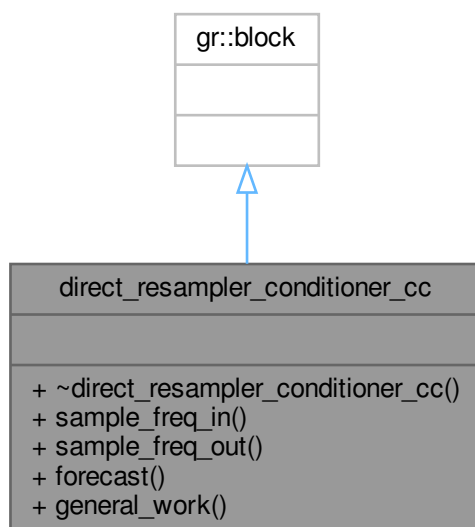 gr::block
direct_resampler_conditioner_cc
+ ~direct_resampler_conditioner_cc()
+ sample_freq_in()
+ sample_freq_out()
+ forecast()
+ general_work()